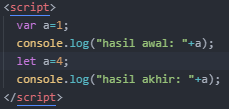 <script>
var a=1;
console.log("hasil awal: "+a);
let a=4;
console.log("hasil akhir: "+a);
</script>